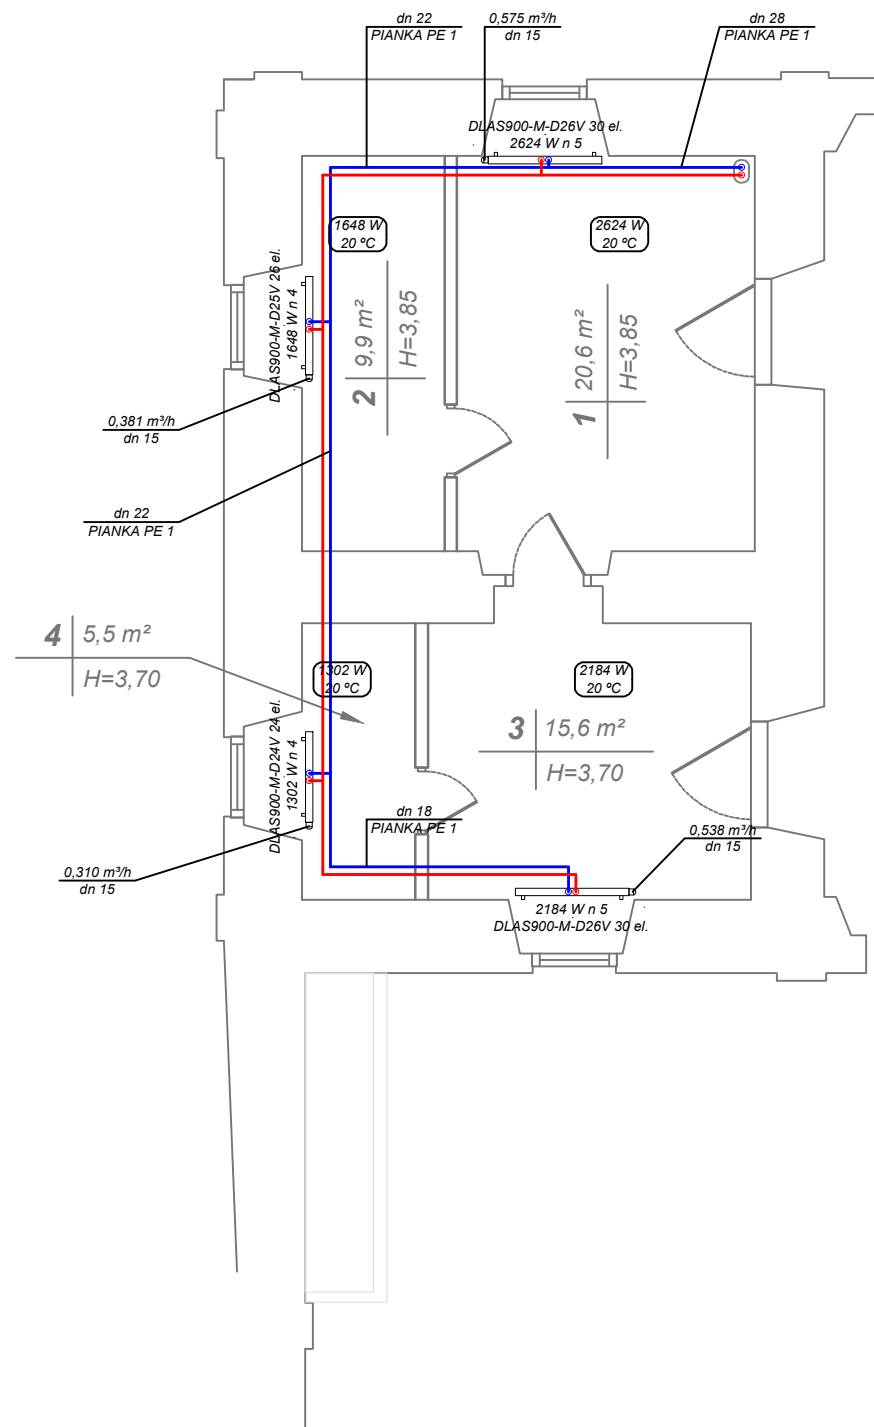 dn 22
PIANKA PE 1
0,575 m³/h
dn 15
dn 28
PIANKA PE 1
DLAS900-M-D26V 30 el.
2624 W n 5
1648 W
20 ºC
2624 W
20 ºC
DLAS900-M-D25V 26 el.
1648 W n 4
2
9,9 m²
H=3,85
1
20,6 m²
H=3,85
0,381 m³/h
dn 15
dn 22
PIANKA PE 1
4
5,5 m²
H=3,70
1302 W
20 ºC
2184 W
20 ºC
3
15,6 m²
H=3,70
DLAS900-M-D24V 24 el.
1302 W n 4
dn 18
PIANKA PE 1
0,538 m³/h
dn 15
0,310 m³/h
dn 15
2184 W n 5
DLAS900-M-D26V 30 el.